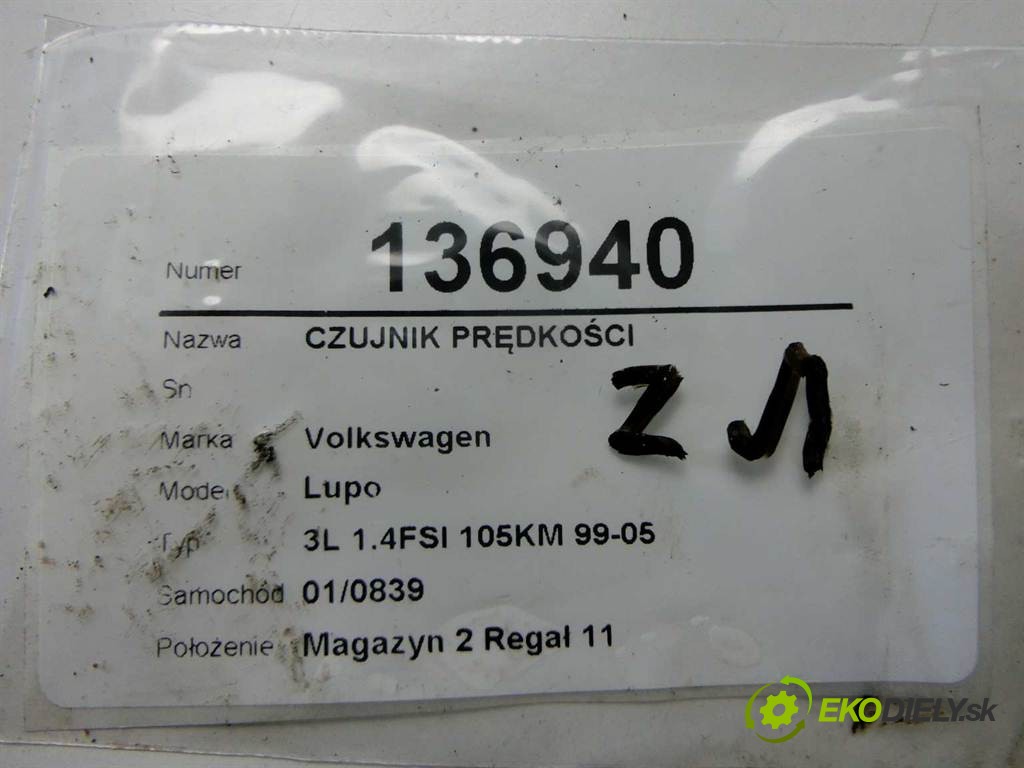 Numer 136940
Nazwa CZUJNIK PRĘDKOŚCI
Sn
Marka Volkswagen
Model Lupo
Typ 3L 1.4FSI 105KM 99-05
Samochód 01/0839
Położenie Magazyn 2 Regał 11
Z 1
EKODIELY.sk